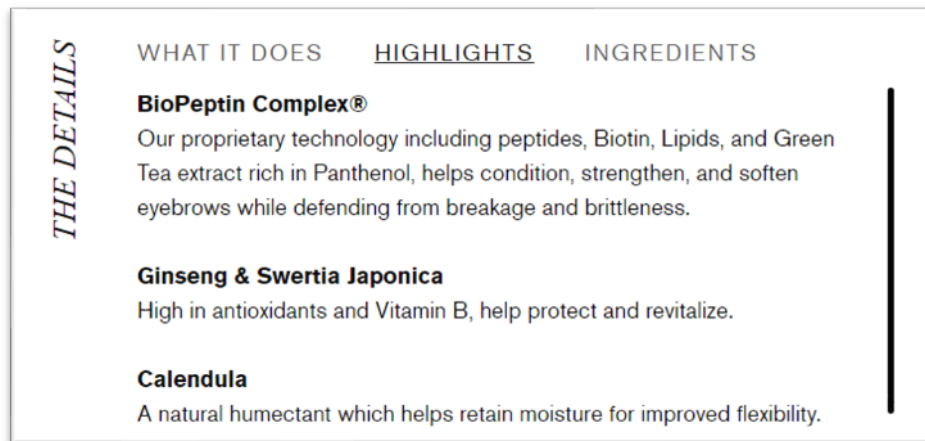 THE DETAILS
WHAT IT DOES HIGHLIGHTS INGREDIENTS
BioPeptin Complex®
Our proprietary technology including peptides, Biotin, Lipids, and Green
Tea extract rich in Panthenol, helps condition, strengthen, and soften
eyebrows while defending from breakage and brittleness.
Ginseng & Swertia Japonica
High in antioxidants and Vitamin B, help protect and revitalize.
Calendula
A natural humectant which helps retain moisture for improved flexibility.